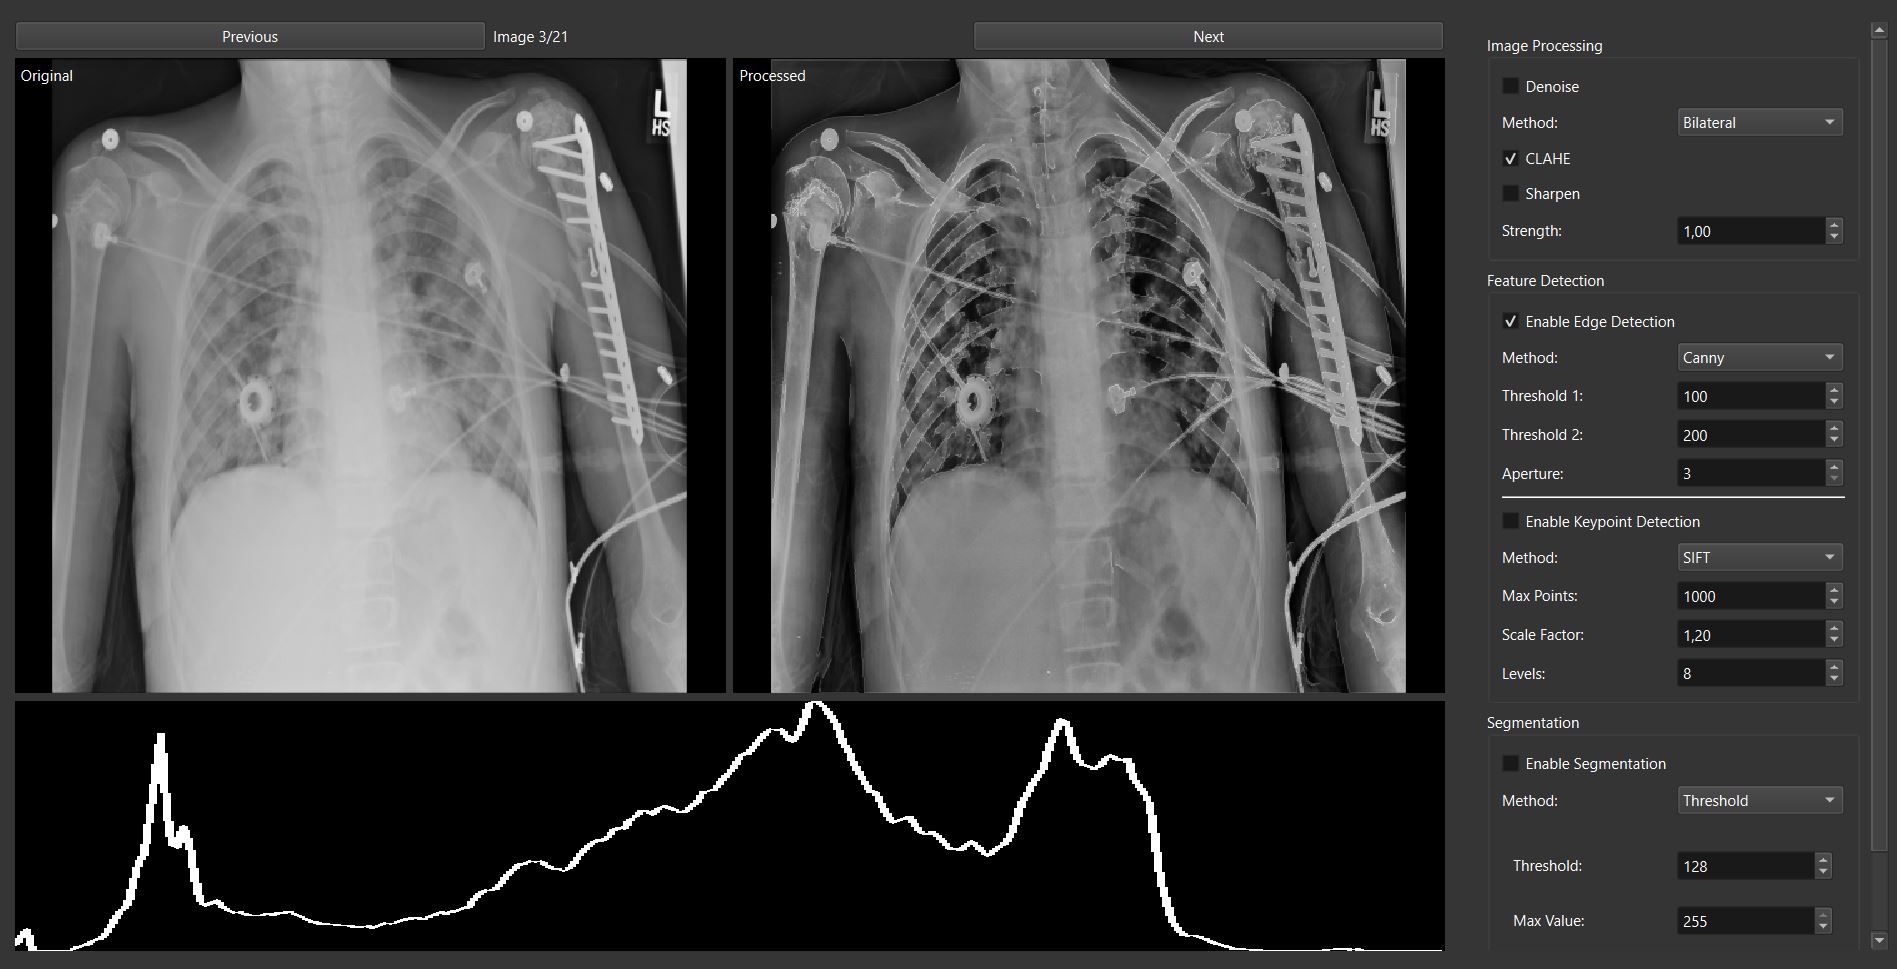 Previous
Image 3/21
Next
Original
L
HS
Processed
L
HS
Image Processing
Denoise
Method: Bilateral
CLAHE
Sharpen
Strength: 1,00
Feature Detection
Enable Edge Detection
Method: Canny
Threshold 1: 100
Threshold 2: 200
Aperture: 3
Enable Keypoint Detection
Method: SIFT
Max Points: 1000
Scale Factor: 1,20
Levels: 8
Segmentation
Enable Segmentation
Method: Threshold
Threshold: 128
Max Value: 255